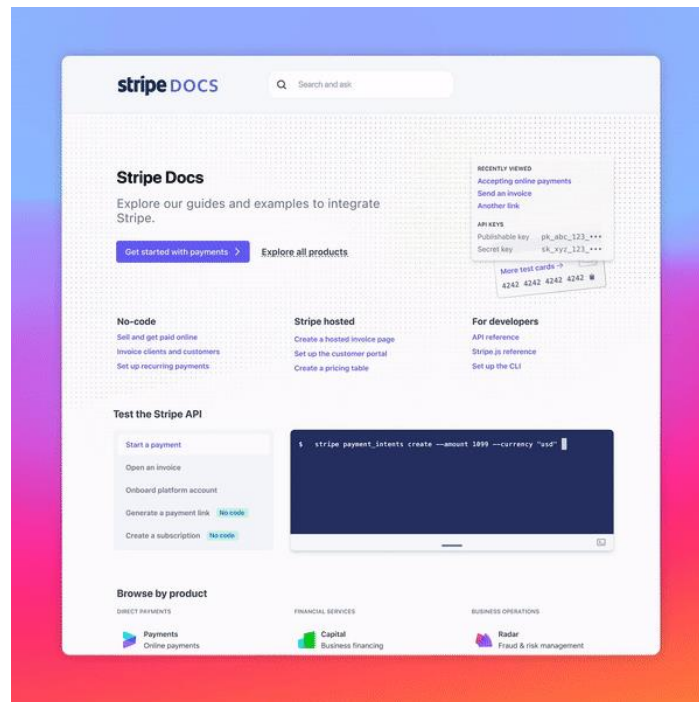 stripe DOCS
Search and ask
Stripe Docs
Explore our guides and examples to integrate
Stripe.
Get started with payments
Explore all products
RECENTLY VIEWED
Accepting online payments
Send an invoice
Another link
API KEYS
Publishable key pk_abc_123_•••
Secret key sk_xyz_123_•••
More test cards →
4242 4242 4242 4242
No-code
Sell and get paid online
Invoice clients and customers
Set up recurring payments
Stripe hosted
Create a hosted invoice page
Set up the customer portal
Create a pricing table
For developers
API reference
Stripe.js reference
Set up the CLI
Test the Stripe API
Start a payment
Open an invoice
Onboard platform account
Generate a payment link No code
Create a subscription No code
$ stripe payment_intents create --amount 1099 --currency "usd"
Browse by product
DIRECT PAYMENTS
Payments
Online payments
FINANCIAL SERVICES
Capital
Business financing
BUSINESS OPERATIONS
Radar
Fraud & risk management